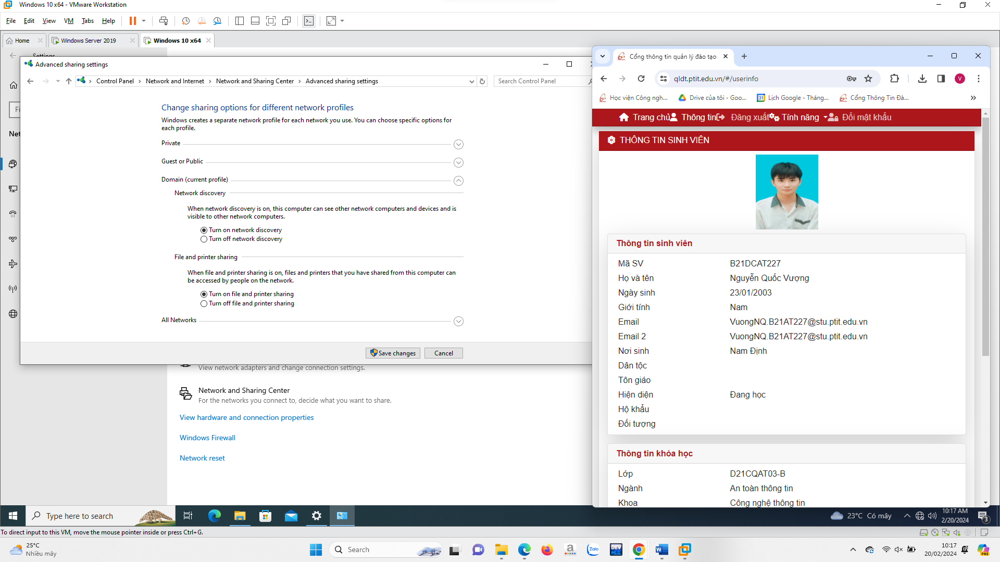 Windows 10 x64 - VMware Workstation
File Edit View VM Tabs Help
Home Windows Server 2019 Windows 10 x64
Settings
Advanced sharing settings
Control Panel Network and Internet Network and Sharing Center Advanced sharing settings
Search Control Panel
Fi
Net
Change sharing options for different network profiles
Windows creates a separate network profile for each network you use. You can choose specific options for
each profile.
Private
Guest or Public
Domain (current profile)
Network discovery
When network discovery is on, this computer can see other network computers and devices and is
visible to other network computers.
Turn on network discovery
Turn off network discovery
File and printer sharing
When file and printer sharing is on, files and printers that you have shared from this computer can
be accessed by people on the network.
Turn on file and printer sharing
Turn off file and printer sharing
All Networks
Save changes Cancel
View network adapters and change connection settings.
Network and Sharing Center
For the networks you connect to, decide what you want to share.
View hardware and connection properties
Windows Firewall
Network reset
Cổng thông tin quản lý đào tạo
qldt.ptit.edu.vn/#/userinfo
V
Học viện Công ngh... Drive của tôi - Goo... 31 Lịch Google - Tháng... Cổng Thông Tin Đà...
Trang chủ Thông tin Đăng xuất Tính năng Đổi mật khẩu
THÔNG TIN SINH VIÊN
Thông tin sinh viên
Mã SV B21DCAT227
Họ và tên Nguyễn Quốc Vượng
Ngày sinh 23/01/2003
Giới tính Nam
Email VuongNQ.B21AT227@stu.ptit.edu.vn
Email 2 VuongNQ.B21AT227@stu.ptit.edu.vn
Nơi sinh Nam Định
Dân tộc
Tôn giáo
Hiện diện Đang học
Hộ khẩu
Đối tượng
Thông tin khóa học
Lớp D21CQAT03-B
Ngành An toàn thông tin
Khoa Công nghệ thông tin
Type here to search
23°C Có mây
10:17 AM
2/20/2024
3
To direct input to this VM, move the mouse pointer inside or press Ctrl+G.
25°C
Nhiều mây
Search
a
Zalo
DEV
W
10:17
20/02/2024
PRE